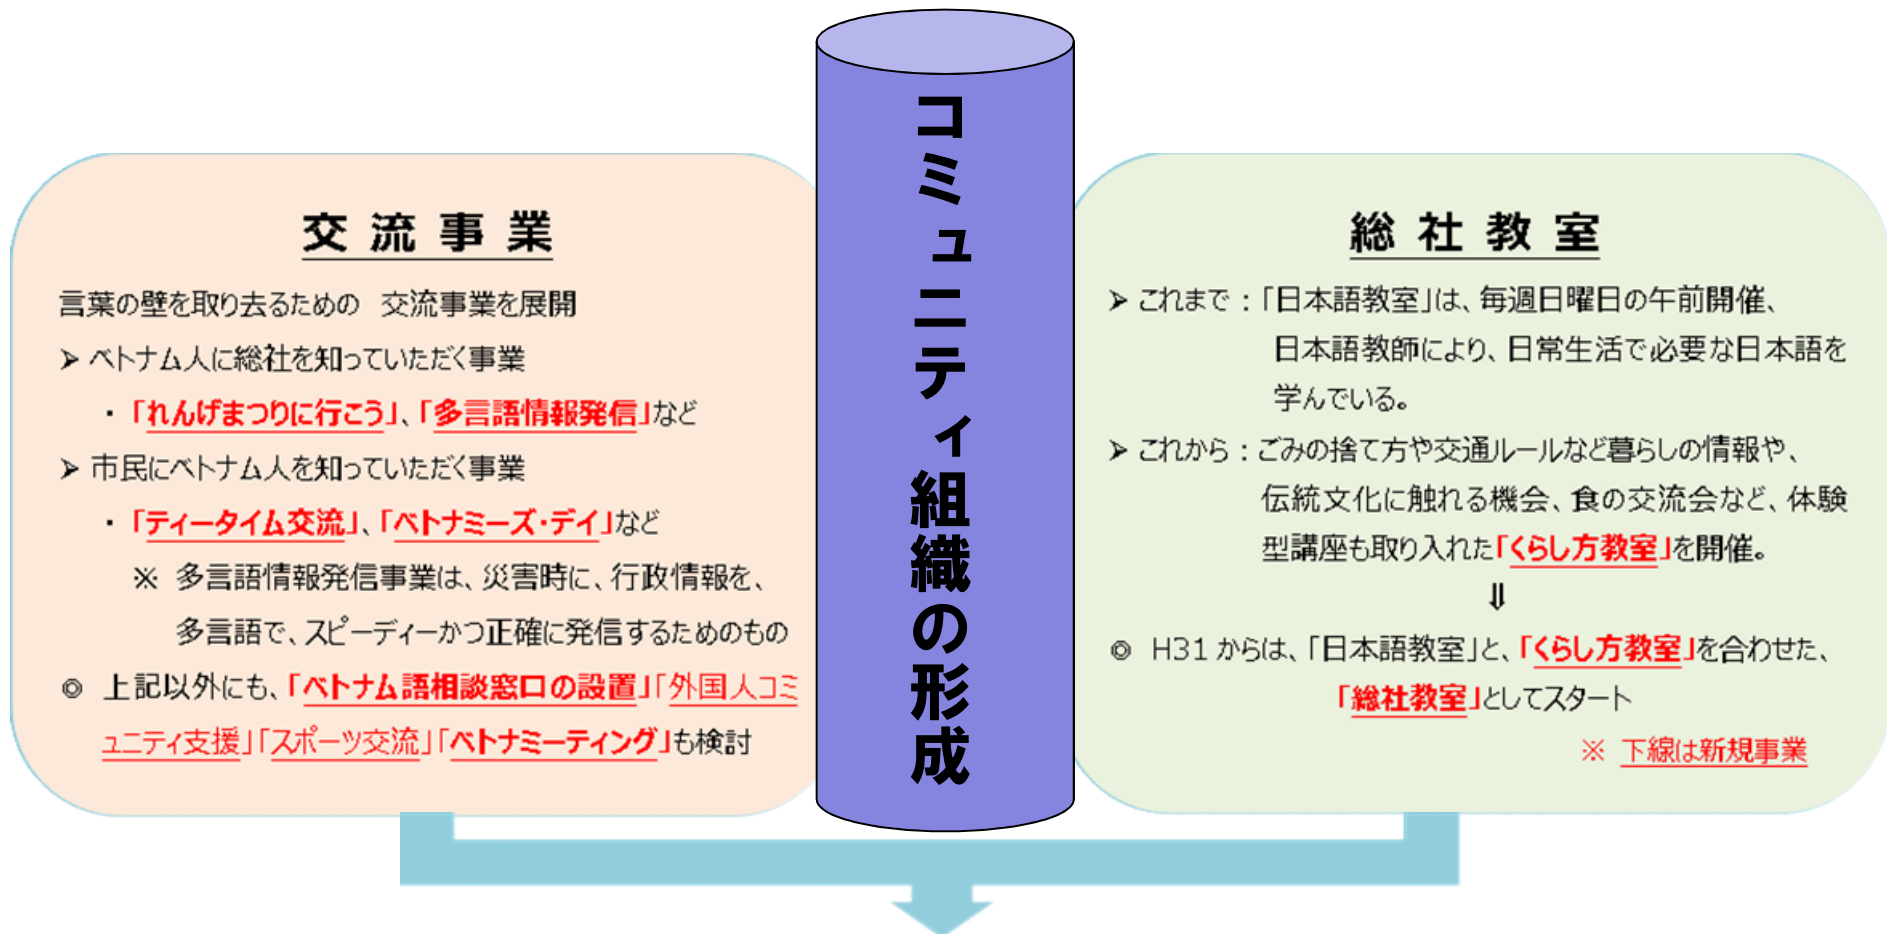 交流事業
言葉の壁を取り去るための 交流事業を展開
➢ ベトナム人に総社を知っていただく事業
・「れんげまつりに行こう」、「多言語情報発信」など
➢ 市民にベトナム人を知っていただく事業
・「ティータイム交流」、「ベトナミーズ・デイ」など
※ 多言語情報発信事業は、災害時に、行政情報を、
多言語で、スピーディーかつ正確に発信するためのもの
◎ 上記以外にも、「ベトナム語相談窓口の設置」「外国人コミ
ュニティ支援」「スポーツ交流」「ベトナミーティング」も検討
コミュニティ組織の形成
総社教室
➢ これまで：「日本語教室」は、毎週日曜日の午前開催、
日本語教師により、日常生活で必要な日本語を
学んでいる。
➢ これから：ごみの捨て方や交通ルールなど暮らしの情報や、
伝統文化に触れる機会、食の交流会など、体験
型講座も取り入れた「くらし方教室」を開催。
⇓
◎ H31からは、「日本語教室」と、「くらし方教室」を合わせた、
「総社教室」としてスタート
※ 下線は新規事業